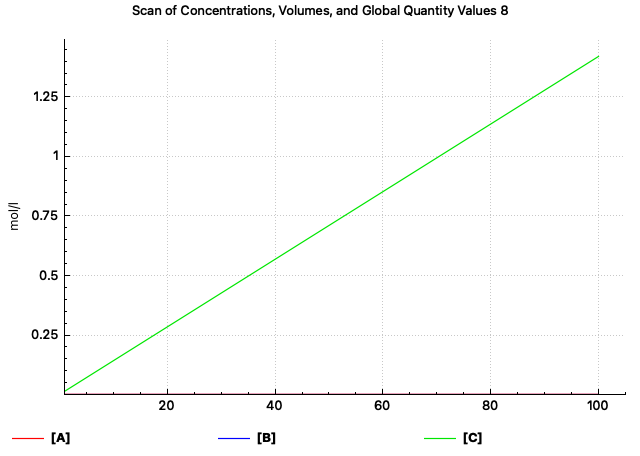 Scan of Concentrations, Volumes, and Global Quantity Values 8
mol/l
1.25
1
0.75
0.5
0.25
20 40 60 80 100
[A] [B] [C]